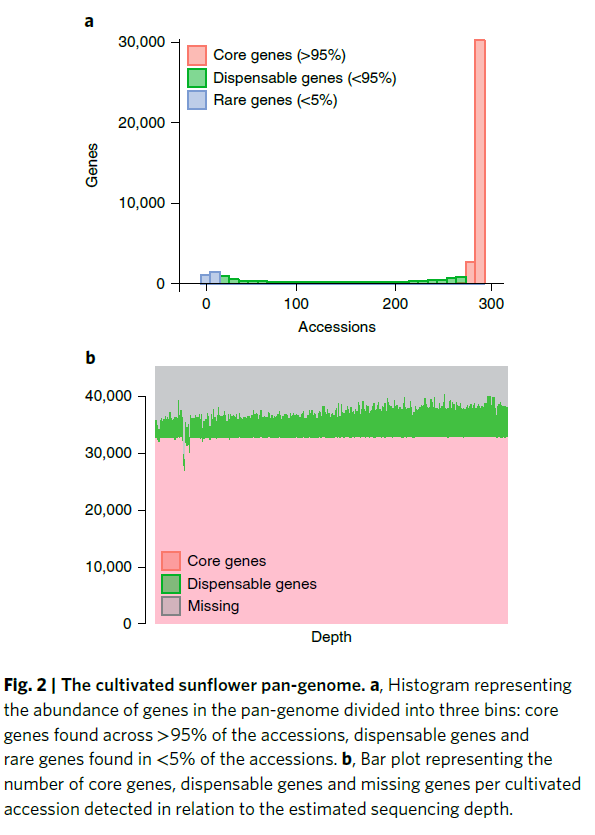 a
30,000
Core genes (>95%)
Dispensable genes (<95%)
Rare genes (<5%)
20,000
Genes
10,000
0
0 100 200 300
Accessions
b
40,000
30,000
20,000
10,000
Core genes
Dispensable genes
Missing
0
Depth
Fig. 2 | The cultivated sunflower pan-genome. a, Histogram representing
the abundance of genes in the pan-genome divided into three bins: core
genes found across >95% of the accessions, dispensable genes and
rare genes found in <5% of the accessions. b, Bar plot representing the
number of core genes, dispensable genes and missing genes per cultivated
accession detected in relation to the estimated sequencing depth.